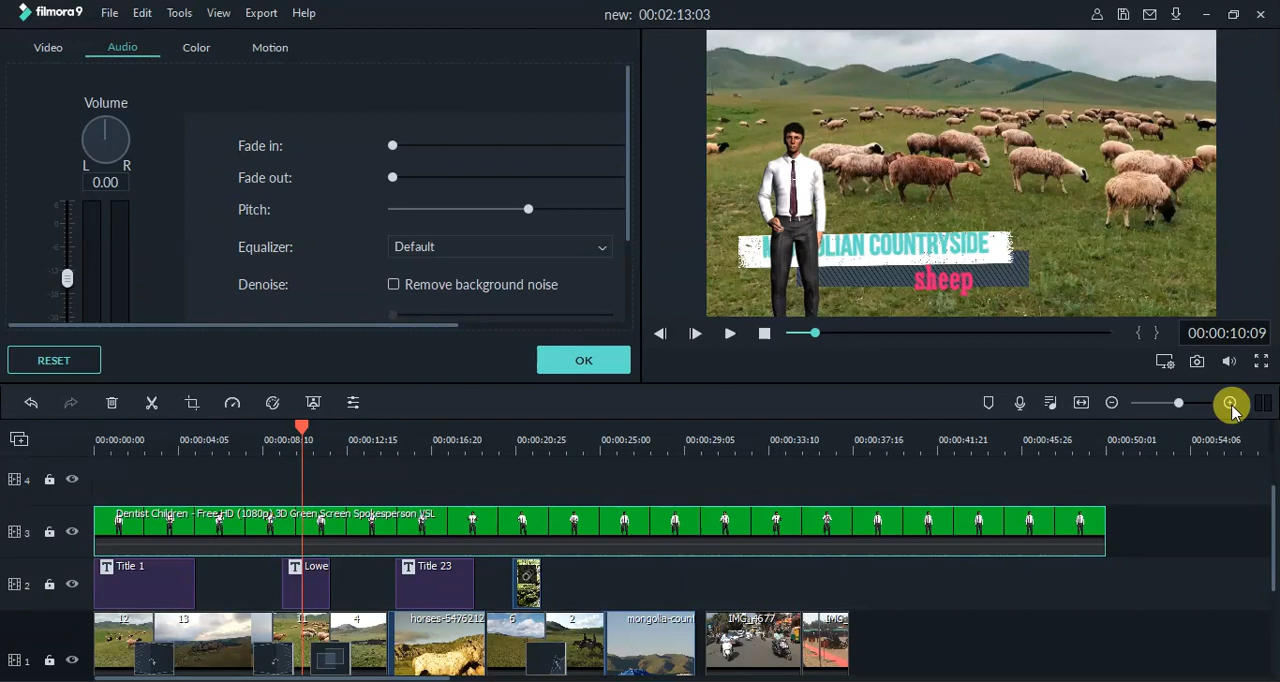 filmora9 File Edit Tools View Export Help new: 00:02:13:03
Video Audio Color Motion
Volume
L R
0.00
Fade in:
Fade out:
Pitch:
Equalizer: Default
Denoise: Remove background noise
RESET OK
COUNTRYSIDE
sheep
{ } 00:00:10:09
00:00:00:00 00:00:04:05 00:00:08:10 00:00:12:15 00:00:16:20 00:00:20:25 00:00:25:00 00:00:29:05 00:00:33:10 00:00:37:16 00:00:41:21 00:00:45:26 00:00:50:01 00:00:54:06
4
Dentist Children - Free HD (1080p) 3D Green Screen Spokesperson VSL
3
T Title 1 T Lowe T Title 23
2
12 13 11 4 horses-5476212 6 2 mongolia-coun IMG_4677 IMG
1